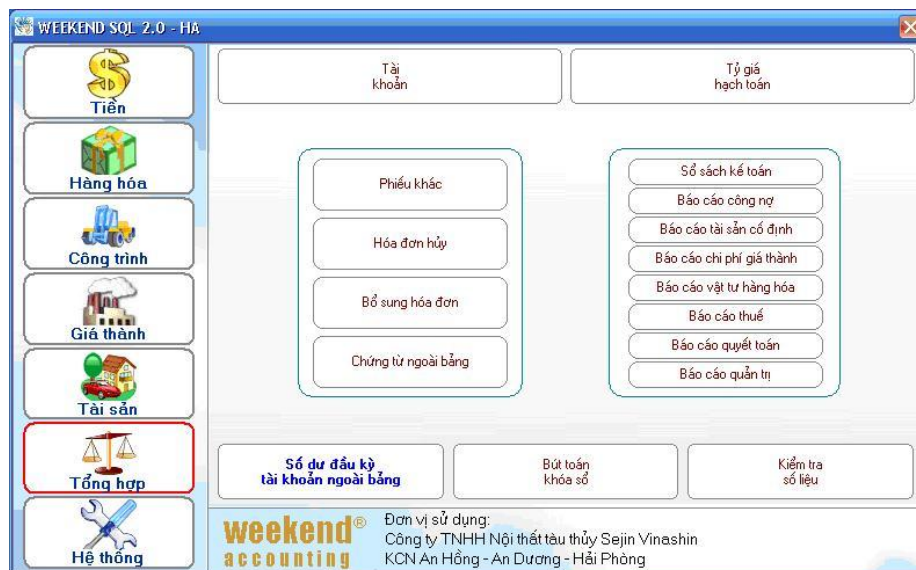 WEEKEND SQL 2.0 - HA
Tiền
Hàng hóa
Công trình
Giá thành
Tài sản
Tổng hợp
Hệ thống
Tài
khoản
Tỷ giá
hạch toán
Phiếu khác
Hóa đơn hủy
Bổ sung hóa đơn
Chứng từ ngoài bảng
Sổ sách kế toán
Báo cáo công nợ
Báo cáo tài sản cố định
Báo cáo chi phí giá thành
Báo cáo vật tư hàng hóa
Báo cáo thuế
Báo cáo quyết toán
Báo cáo quản trị
Số dư đầu kỳ
tài khoản ngoài bảng
Bút toán
khóa sổ
Kiểm tra
số liệu
weekend®
accounting
Đơn vị sử dụng:
Công ty TNHH Nội thất tàu thủy Sejin Vinashin
KCN An Hồng - An Dương - Hải Phòng